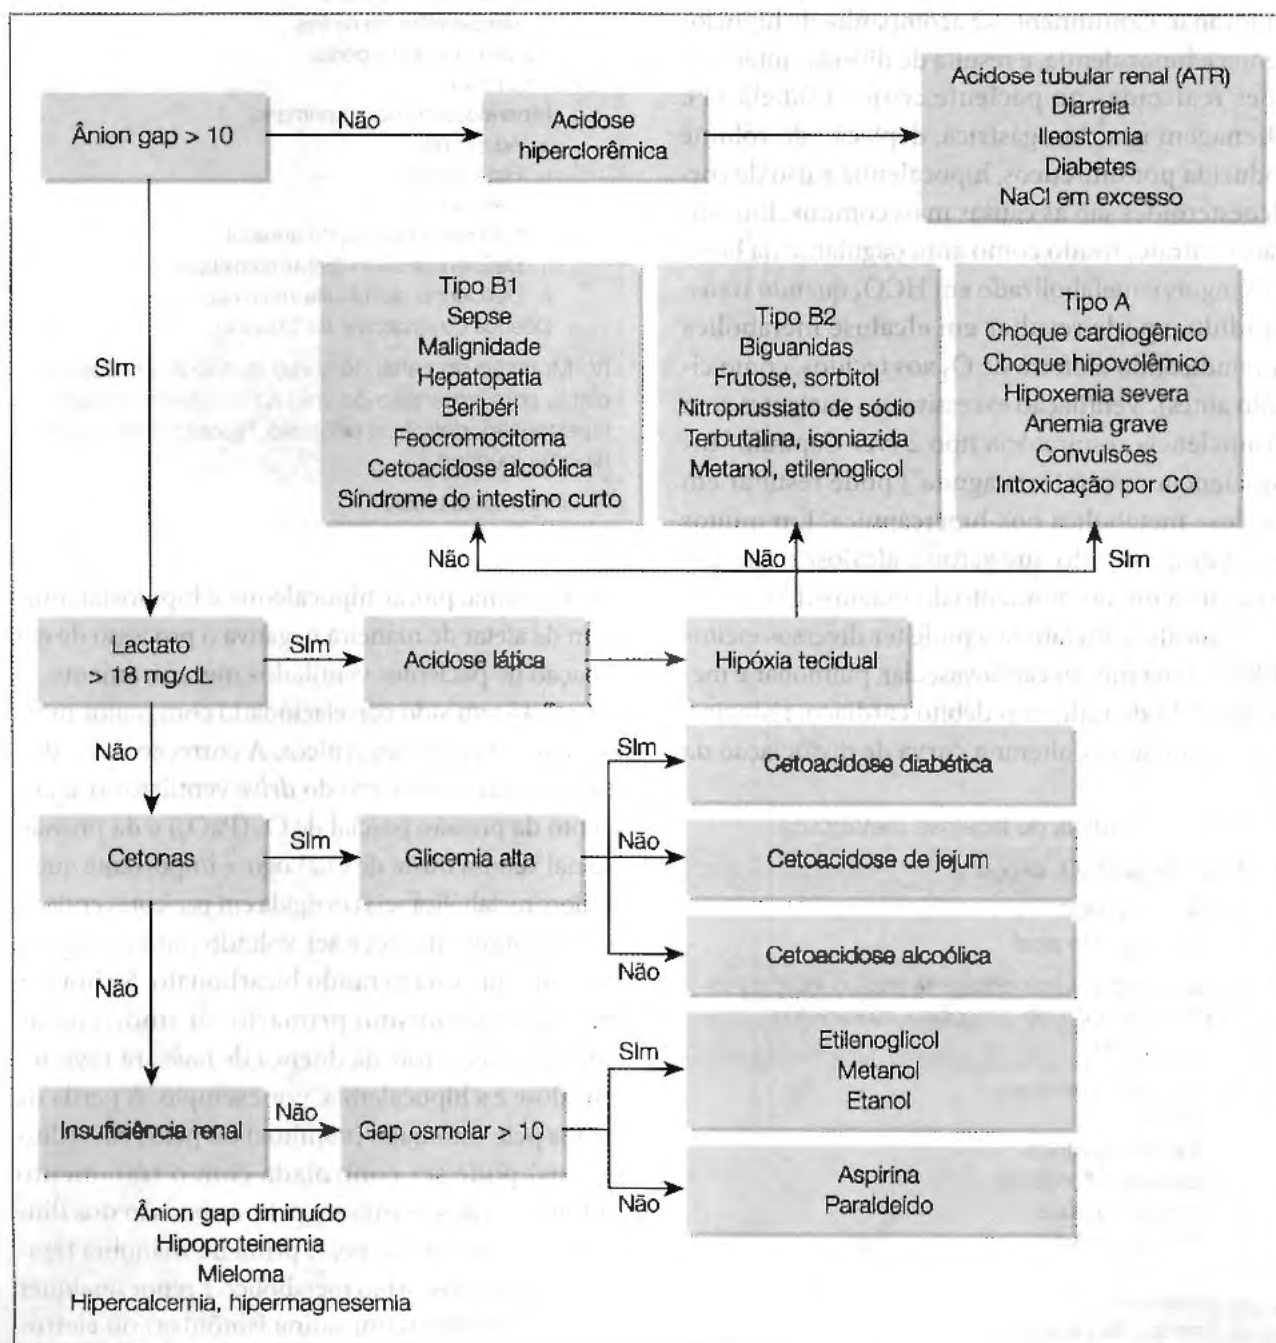 Ânion gap > 10
Não
Acidose
hiperclorêmica
Acidose tubular renal (ATR)
Diarreia
Ileostomia
Diabetes
NaCl em excesso
Sim
Tipo B1
Sepse
Malignidade
Hepatopatia
Beribéri
Feocromocitoma
Cetoacidose alcoólica
Síndrome do intestino curto
Tipo B2
Biguanidas
Frutose, sorbitol
Nitroprussiato de sódio
Terbutalina, isoniazida
Metanol, etilenoglicol
Tipo A
Choque cardiogênico
Choque hipovolêmico
Hipoxemia severa
Anemia grave
Convulsões
Intoxicação por CO
Não
Não
Sim
Lactato
> 18 mg/dL
Sim
Acidose lática
Hipóxia tecidual
Não
Cetonas
Sim
Glicemia alta
Sim
Cetoacidose diabética
Não
Cetoacidose de jejum
Não
Cetoacidose alcoólica
Não
Insuficiência renal
Não
Gap osmolar > 10
Sim
Etilenoglicol
Metanol
Etanol
Não
Aspirina
Paraldeído
Ânion gap diminuído
Hipoproteinemia
Mieloma
Hipercalcemia, hipermagnesemia